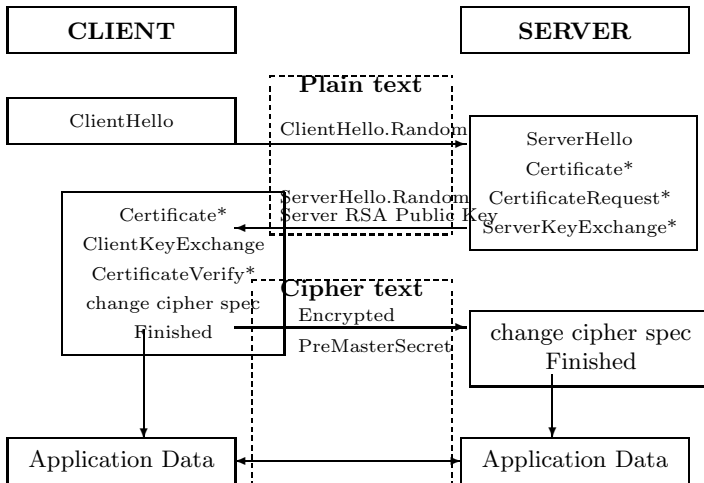 CLIENT
SERVER
Plain text
ClientHello
ClientHello.Random
ServerHello
Certificate*
CertificateRequest*
ServerKeyExchange*
ServerHello.Random
Server RSA Public Key
Certificate*
ClientKeyExchange
CertificateVerify*
change cipher spec
Finished
Cipher text
Encrypted
PreMasterSecret
change cipher spec
Finished
Application Data
Application Data